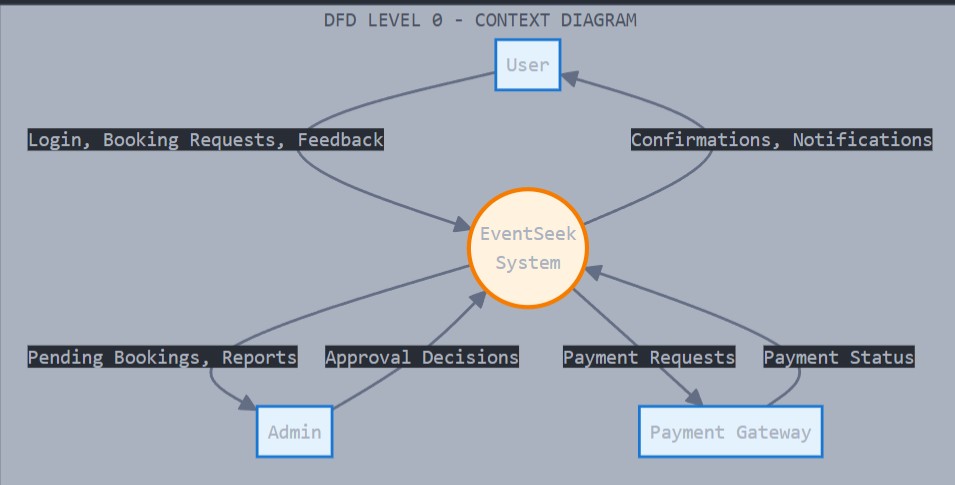 DFD LEVEL 0 - CONTEXT DIAGRAM
User
Login, Booking Requests, Feedback
Confirmations, Notifications
EventSeek
System
Pending Bookings, Reports
Approval Decisions
Payment Requests
Payment Status
Admin
Payment Gateway